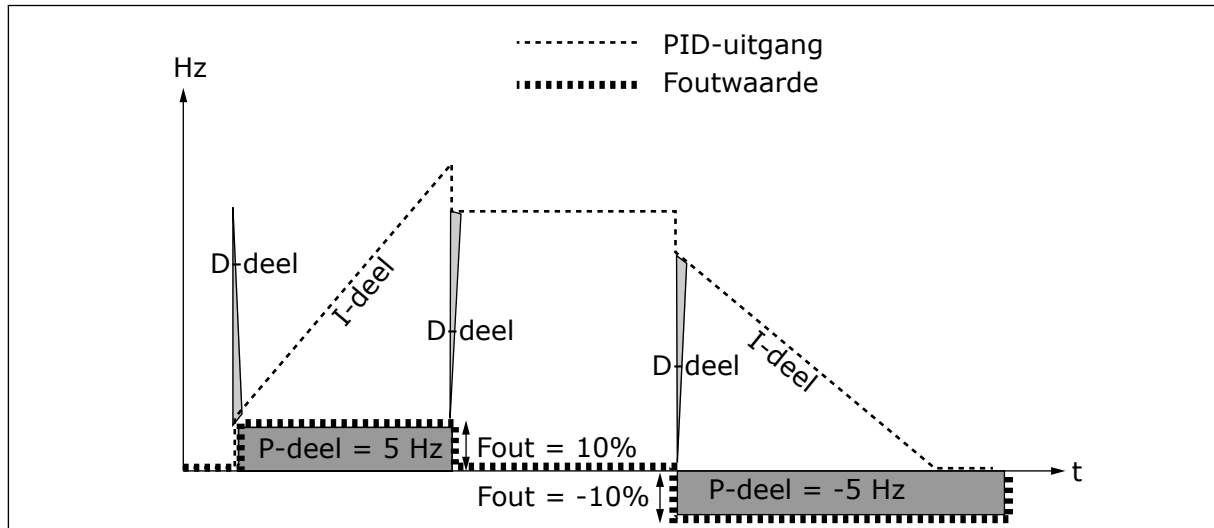 PID-uitgang
Hz
Foutwaarde
D-deel
I-deel
D-deel
D-deel
I-deel
P-deel = 5 Hz
Fout = 10%
t
Fout = -10%
P-deel = -5 Hz